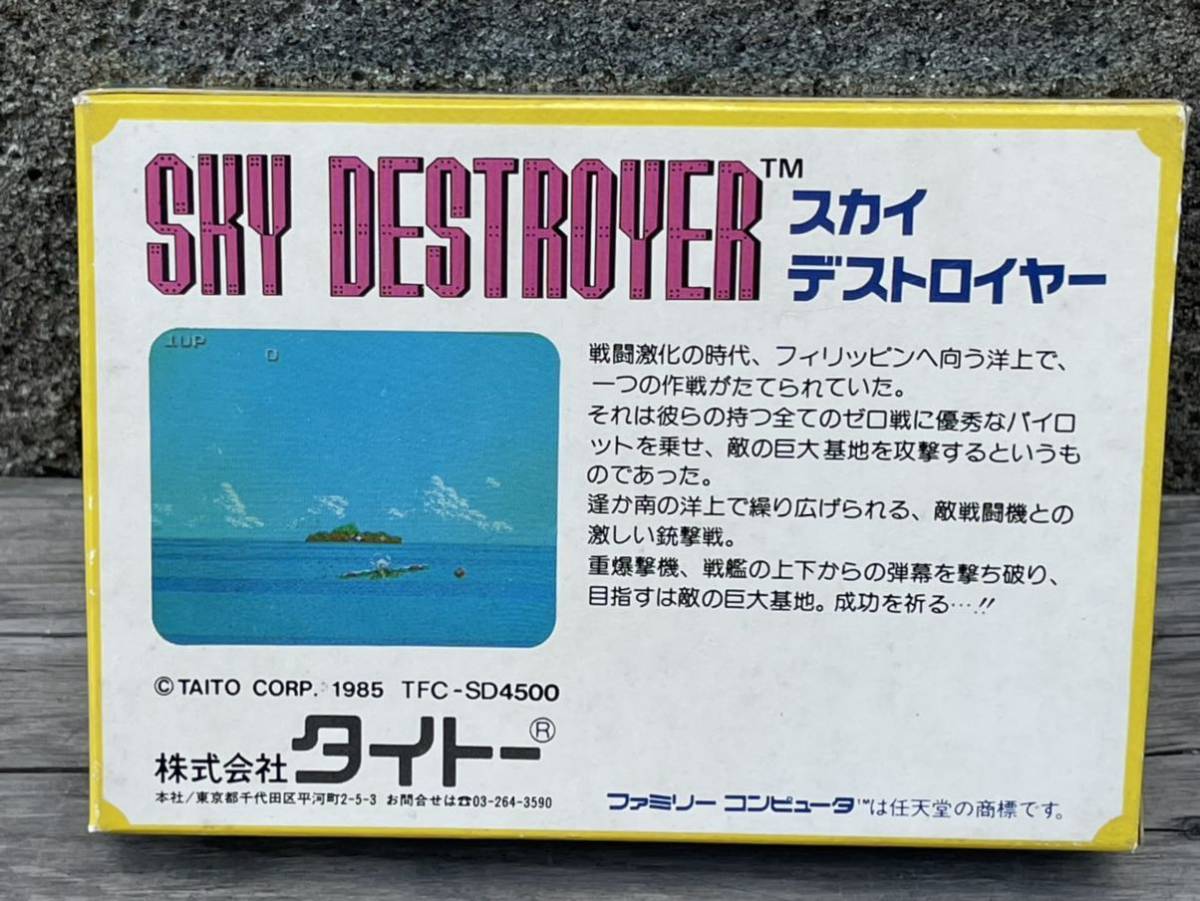 SKY DESTROYER™
スカイ
デストロイヤー
1UP
0
戦闘激化の時代、フィリッピンへ向う洋上で、
一つの作戦がたてられていた。
それは彼らの持つ全てのゼロ戦に優秀なパイロ
ットを乗せ、敵の巨大基地を攻撃するというも
のであった。
逢か南の洋上で繰り広げられる、敵戦闘機との
激しい銃撃戦。
重爆撃機、戦艦の上下からの弾幕を撃ち破り、
目指すは敵の巨大基地。成功を祈る…!!
©TAITO CORP. 1985 TFC-SD4500
株式会社タイトー®
本社/東京都千代田区平河町2-5-3 お問合せは☎03-264-3590
ファミリー コンピュータ™は任天堂の商標です。